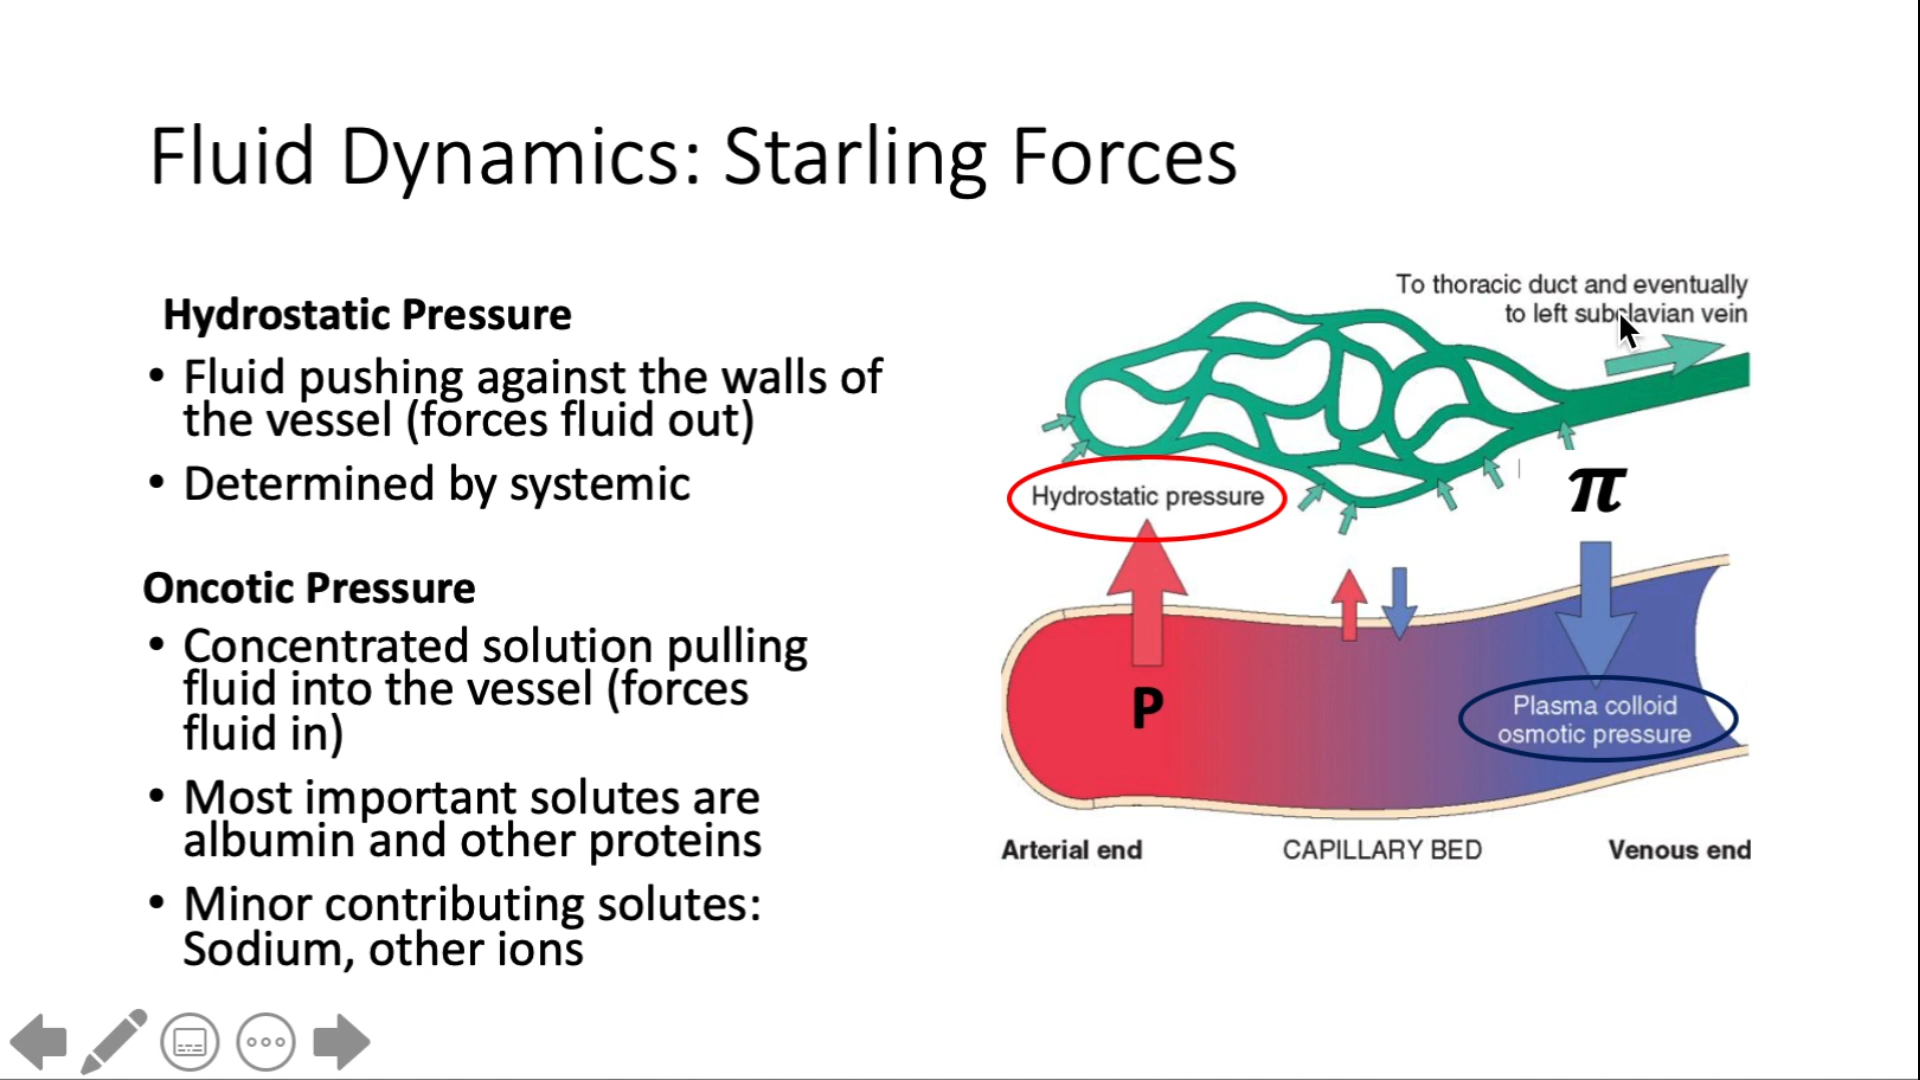 Fluid Dynamics: Starling Forces
Hydrostatic Pressure
• Fluid pushing against the walls of
the vessel (forces fluid out)
• Determined by systemic
Oncotic Pressure
• Concentrated solution pulling
fluid into the vessel (forces
fluid in)
• Most important solutes are
albumin and other proteins
• Minor contributing solutes:
Sodium, other ions
To thoracic duct and eventually
to left subclavian vein
Hydrostatic pressure
π
P
Plasma colloid
osmotic pressure
Arterial end CAPILLARY BED Venous end